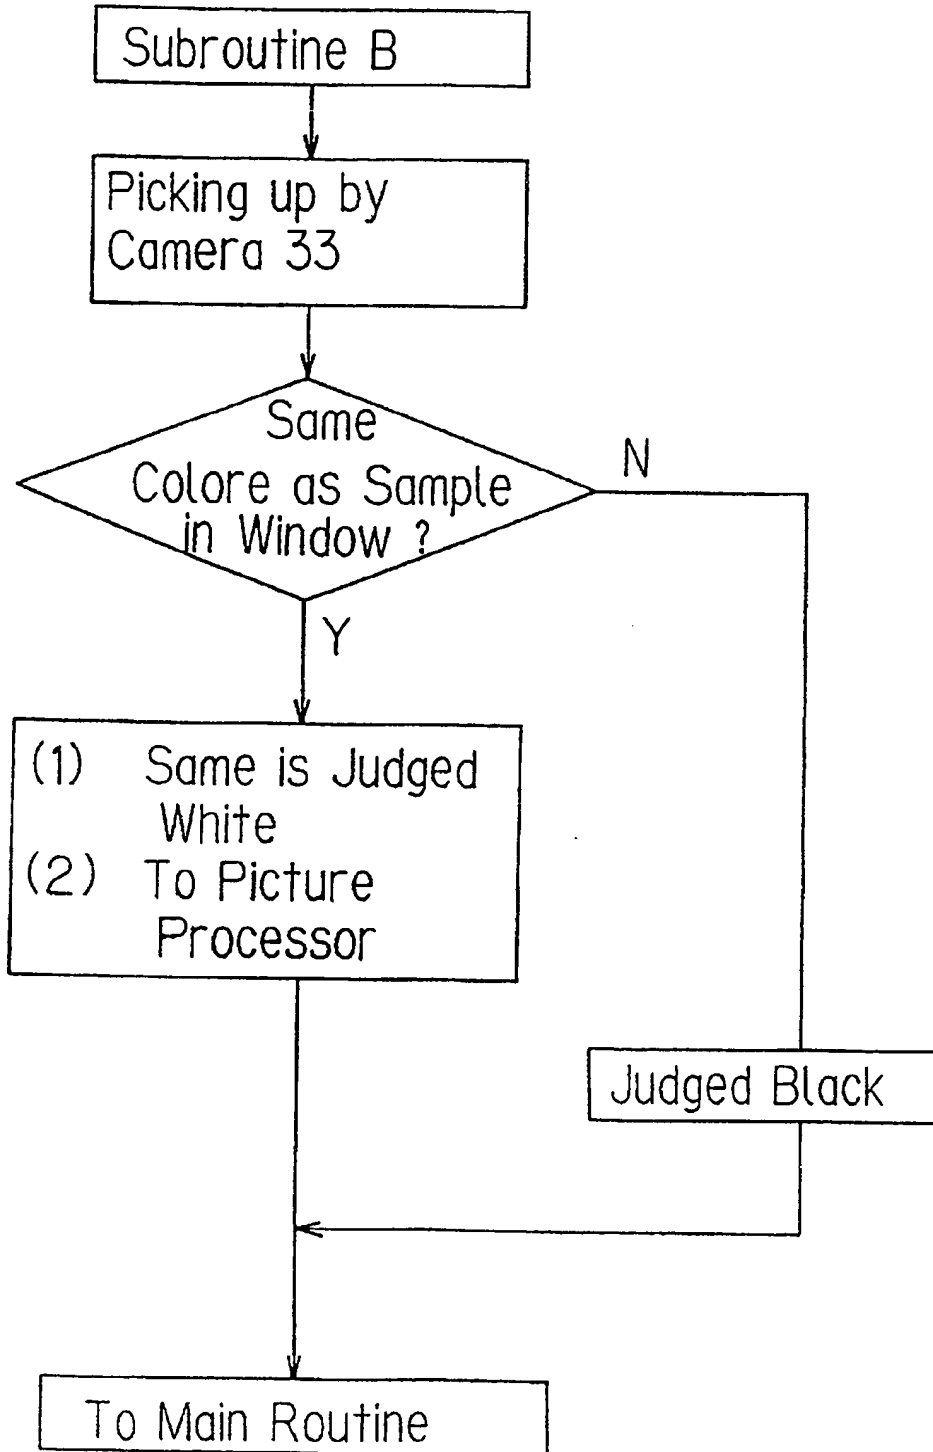 Subroutine B
Picking up by
Camera 33
Same
Colore as Sample
in Window ?
N
Y
(1) Same is Judged
White
(2) To Picture
Processor
Judged Black
To Main Routine